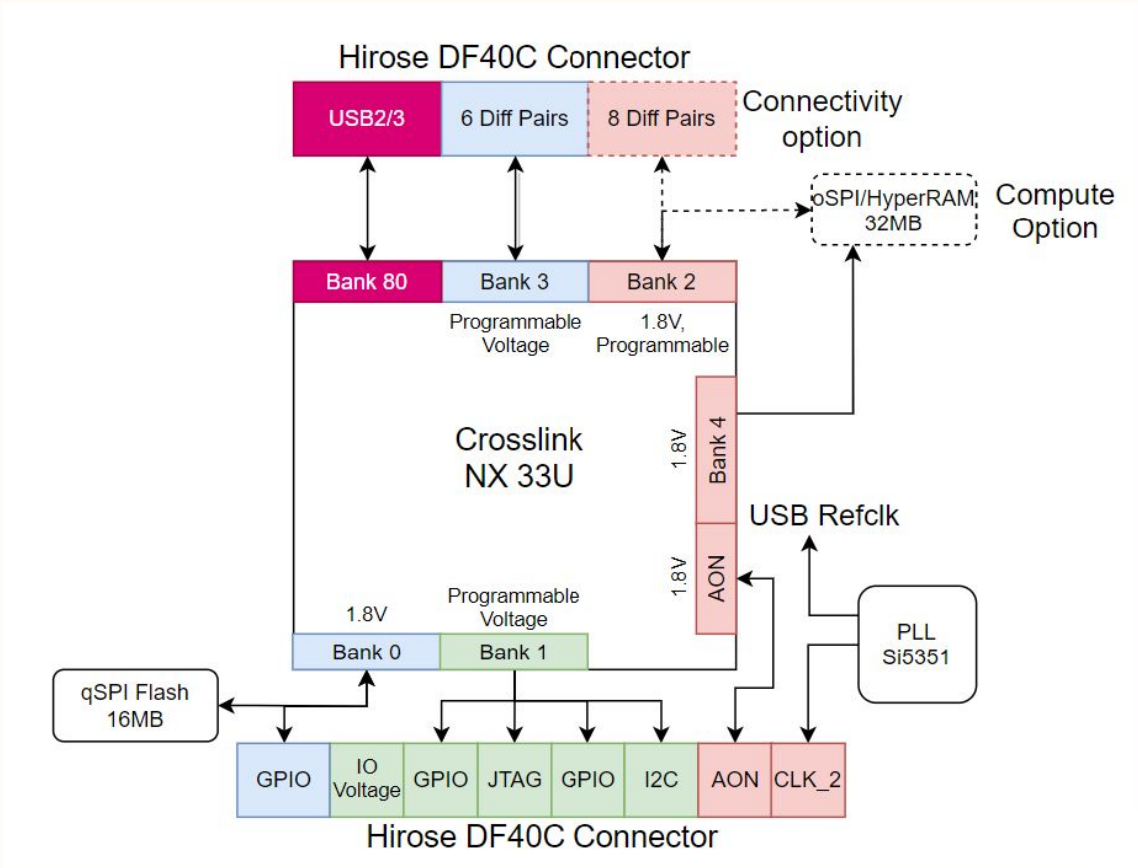 Hirose DF40C Connector
USB2/3
6 Diff Pairs
8 Diff Pairs
Connectivity
option
oSPI/HyperRAM
32MB
Compute
Option
Bank 80
Bank 3
Bank 2
Programmable
Voltage
1.8V,
Programmable
Crosslink
NX 33U
1.8V
Bank 4
USB Refclk
1.8V
AON
PLL
Si5351
1.8V
Programmable
Voltage
Bank 0
Bank 1
qSPI Flash
16MB
GPIO
IO
Voltage
GPIO
JTAG
GPIO
I2C
AON
CLK_2
Hirose DF40C Connector